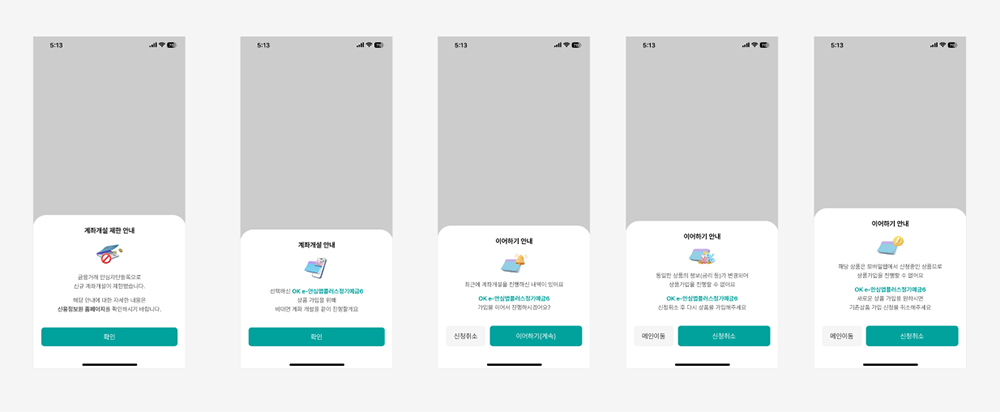 5:13
계좌개설 제한 안내
금융거래 안심차단등록으로
신규 계좌개설이 제한됐습니다.
해당 안내에 대한 자세한 내용은
신용정보원 홈페이지를 확인하시기 바랍니다.
확인
5:13
계좌개설 안내
선택하신 OK e-안심앱플러스정기예금6
상품 가입을 위해
비대면 계좌 개설을 같이 진행할게요
확인
5:13
이어하기 안내
최근에 계좌개설을 진행하신 내역이 있어요
OK e-안심앱플러스정기예금6
가입을 이어서 진행하시겠어요?
신청취소
이어하기(계속)
5:13
이어하기 안내
동일한 상품의 정보(금리 등)가 변경되어
상품가입을 진행할 수 없어요
OK e-안심앱플러스정기예금6
신청취소 후 다시 상품을 가입해주세요
메인이동
신청취소
5:13
이어하기 안내
해당 상품은 모바일앱에서 신청중인 상품으로
상품가입을 진행할 수 없어요
OK e-안심앱플러스정기예금6
새로운 상품 가입을 원하시면
기존상품 가입 신청을 취소해주세요
메인이동
신청취소